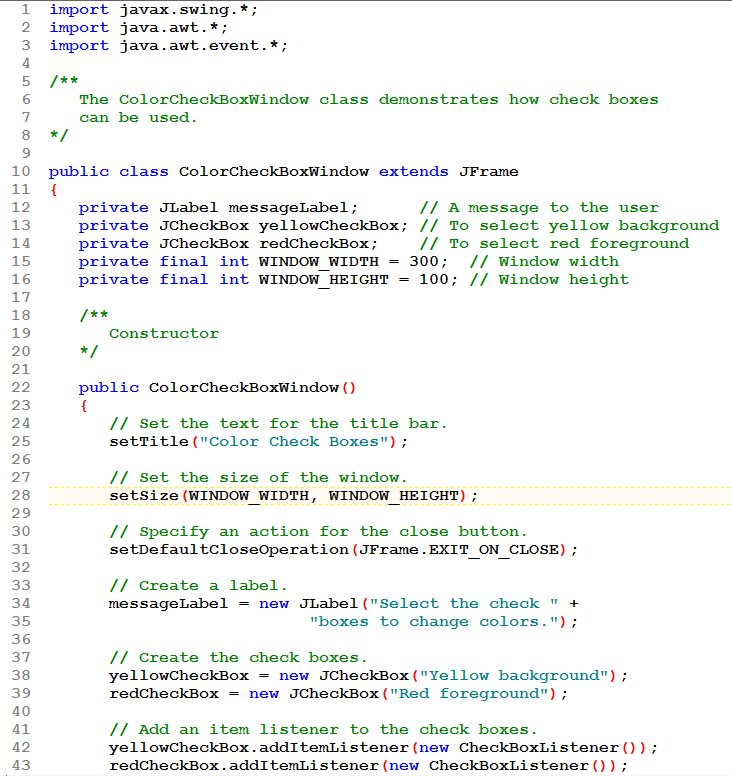 1 import javax.swing.*;
2 import java.awt.*;
3 import java.awt.event.*;
4
5 /**
6 The ColorCheckBoxWindow class demonstrates how check boxes
7 can be used.
8 */
9
10 public class ColorCheckBoxWindow extends JFrame
11 {
12 private JLabel messageLabel; // A message to the user
13 private JCheckBox yellowCheckBox; // To select yellow background
14 private JCheckBox redCheckBox; // To select red foreground
15 private final int WINDOW_WIDTH = 300; // Window width
16 private final int WINDOW_HEIGHT = 100; // Window height
17
18 /**
19 Constructor
20 */
21
22 public ColorCheckBoxWindow()
23 {
24 // Set the text for the title bar.
25 setTitle("Color Check Boxes");
26
27 // Set the size of the window.
28 setSize(WINDOW_WIDTH, WINDOW_HEIGHT);
29
30 // Specify an action for the close button.
31 setDefaultCloseOperation(JFrame.EXIT_ON_CLOSE);
32
33 // Create a label.
34 messageLabel = new JLabel("Select the check " +
35 "boxes to change colors.");
36
37 // Create the check boxes.
38 yellowCheckBox = new JCheckBox("Yellow background");
39 redCheckBox = new JCheckBox("Red foreground");
40
41 // Add an item listener to the check boxes.
42 yellowCheckBox.addItemListener(new CheckBoxListener());
43 redCheckBox.addItemListener(new CheckBoxListener());